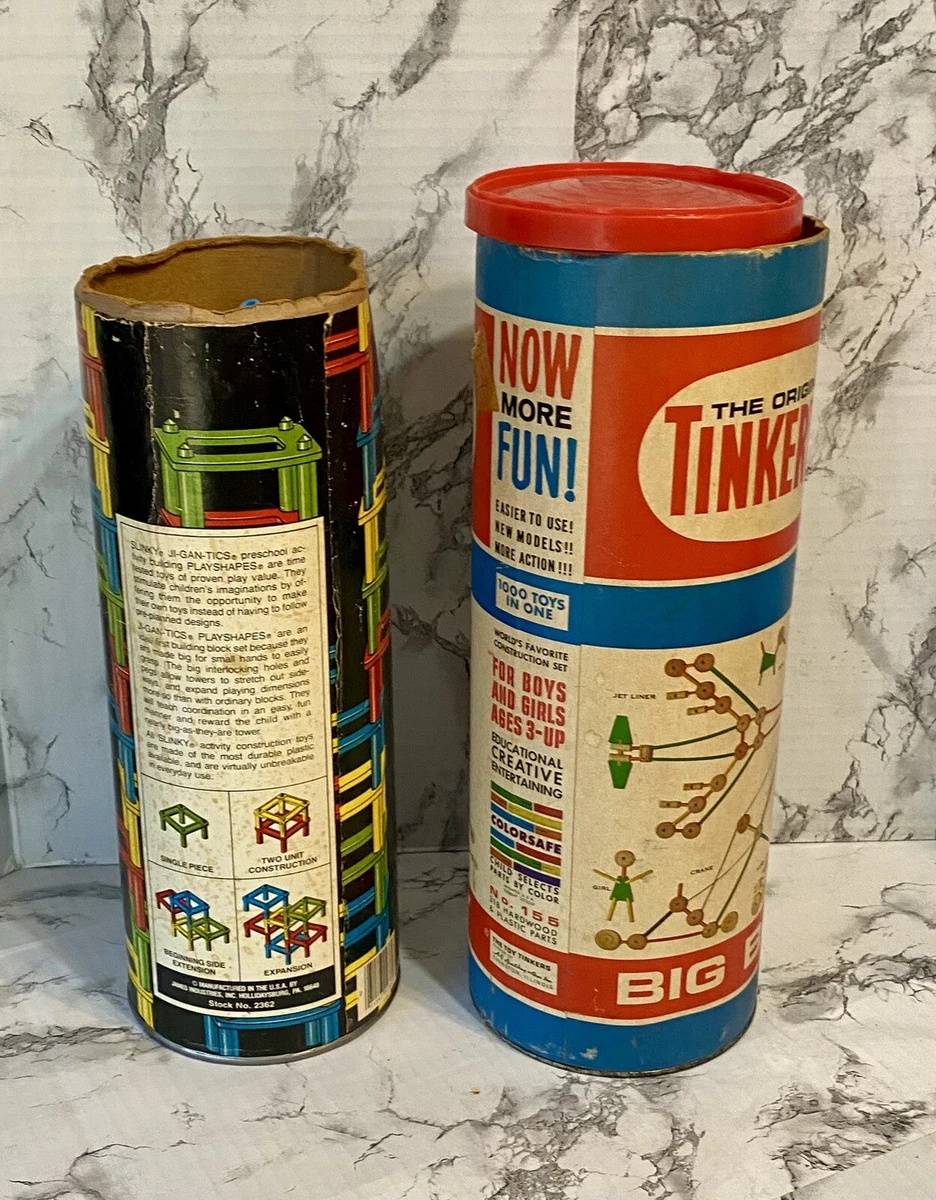 SLINKY® JI-GAN-TICS® preschool ac-
tivity building PLAYSHAPES® are time
tested toys of proven play value. They
stimulate children's imaginations by of-
fering them the opportunity to make
their own toys instead of having to follow
pre-planned designs.
JI-GAN-TICS® PLAYSHAPES® are an
ideal first building block set because they
are made big for small hands to easily
grasp. The big interlocking holes and
pegs allow towers to stretch out side-
ways, and expand playing dimensions
more so than with ordinary blocks. They
will teach coordination in an easy, fun
manner and reward the child with a
nearly big-as-they-are tower.
All SLINKY® activity construction toys
are made of the most durable plastic
available, and are virtually unbreakable
in everyday use.
SINGLE PIECE
TWO UNIT
CONSTRUCTION
BEGINNING SIDE
EXTENSION
EXPANSION
© MANUFACTURED IN THE U.S.A. BY
JAMES INDUSTRIES, INC. HOLLIDAYSBURG, PA. 16648
Stock No. 2362
NOW
MORE
FUN!
EASIER TO USE!
NEW MODELS!!
MORE ACTION!!!
THE ORIGI
TINKER
1000 TOYS
IN ONE
WORLD'S FAVORITE
CONSTRUCTION SET
FOR BOYS
AND GIRLS
AGES 3-UP
EDUCATIONAL
CREATIVE
ENTERTAINING
COLORSAFE
CHILD SELECTS
PARTS BY COLOR
No. 155
HARDWOOD
& PLASTIC PARTS
THE TOY TINKERS
ILLINOIS
JET LINER
GIRL
CRANE
BIG